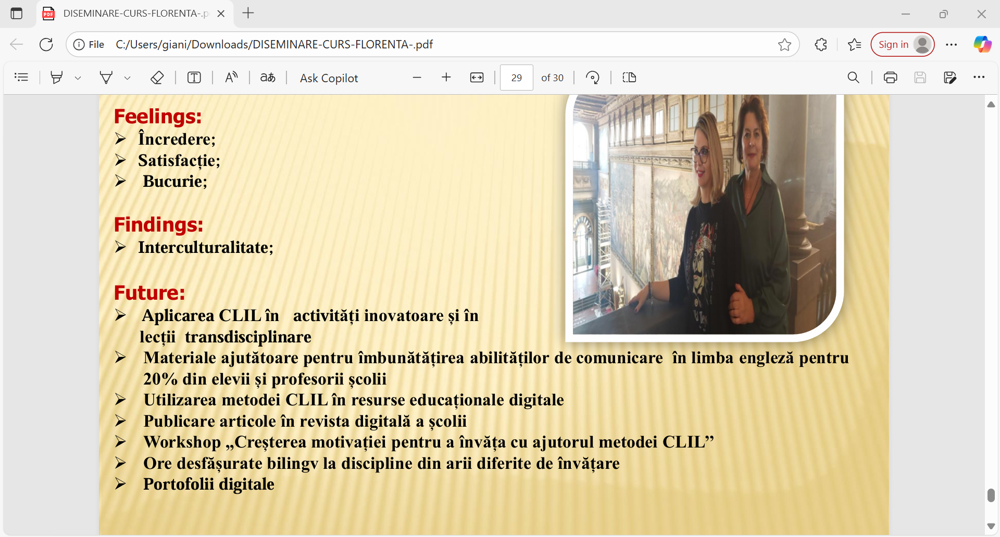 DISEMINARE-CURS-FLORENTA-.p
File C:/Users/giani/Downloads/DISEMINARE-CURS-FLORENTA-.pdf
Sign in
Ask Copilot
29 of 30
Feelings:
Încredere;
Satisfacție;
Bucurie;
Findings:
Interculturalitate;
Future:
Aplicarea CLIL în activități inovatoare și în
lecții transdisciplinare
Materiale ajutătoare pentru îmbunătățirea abilităților de comunicare în limba engleză pentru
20% din elevii și profesorii școlii
Utilizarea metodei CLIL în resurse educaționale digitale
Publicare articole în revista digitală a școlii
Workshop „Creșterea motivației pentru a învăța cu ajutorul metodei CLIL”
Ore desfășurate bilingv la discipline din arii diferite de învățare
Portofolii digitale